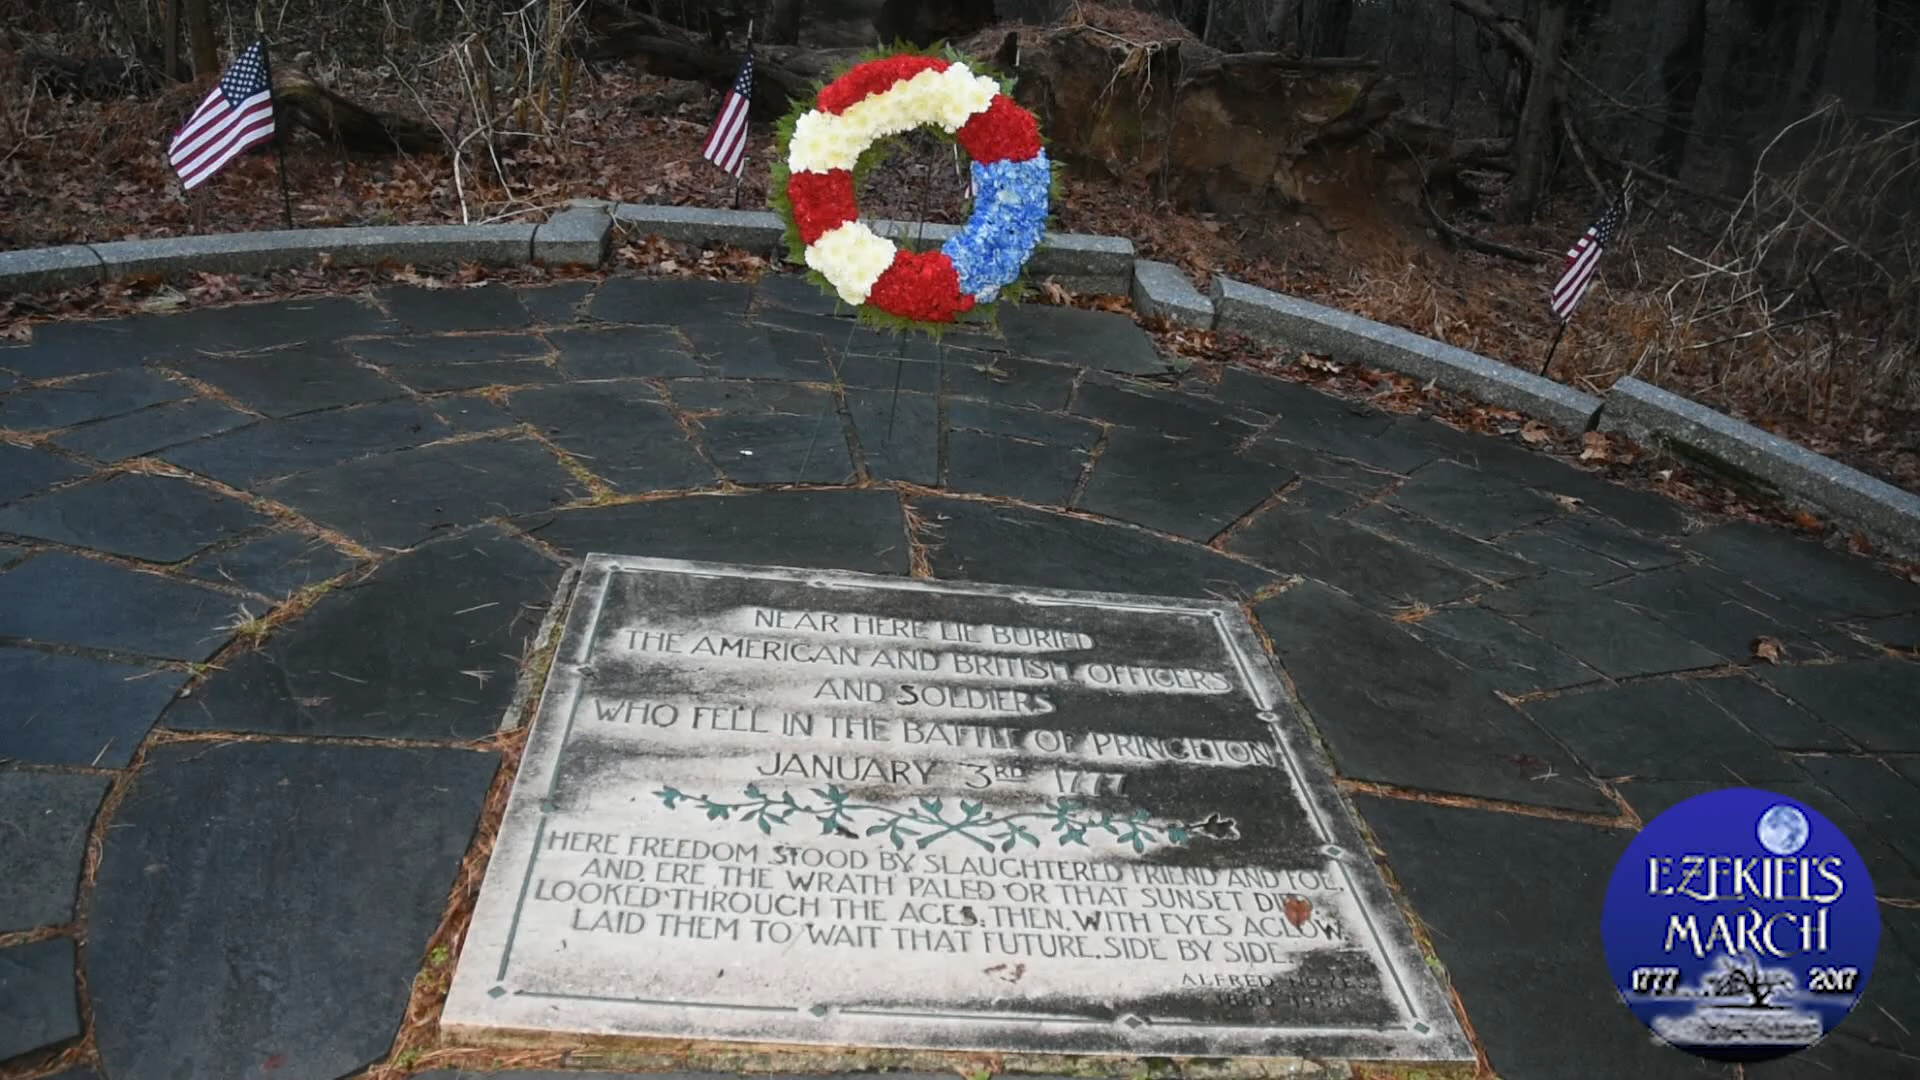 NEAR HERE LIE BURIED
THE AMERICAN AND BRITISH OFFICERS
AND SOLDIERS
WHO FELL IN THE BATTLE OF PRINCETON
JANUARY 3RD 1777
HERE FREEDOM STOOD BY SLAUGHTERED FRIEND AND FOE,
AND, ERE THE WRATH PALED OR THAT SUNSET DIED,
LOOKED THROUGH THE AGES; THEN, WITH EYES AGLOW,
LAID THEM TO WAIT THAT FUTURE, SIDE BY SIDE.
ALFRED NOYES
1880 1958
EZEKIEL'S
MARCH
1777 2017